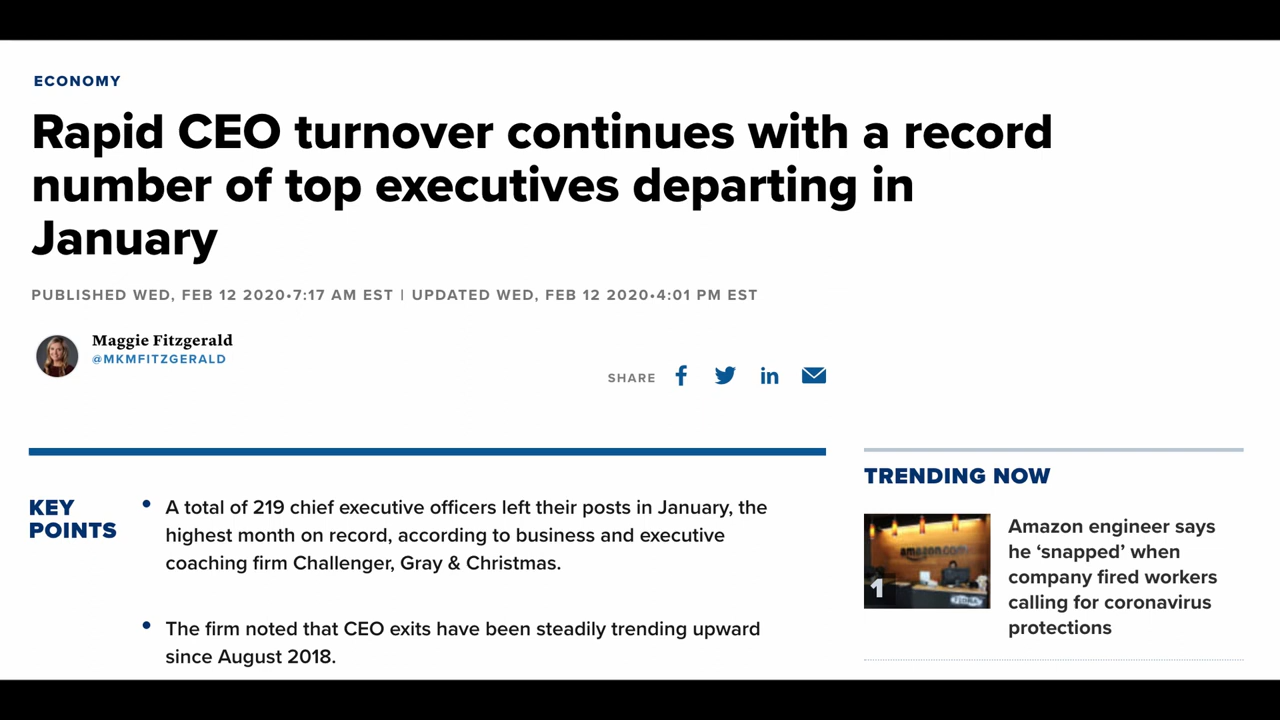 ECONOMY
Rapid CEO turnover continues with a record
number of top executives departing in
January
PUBLISHED WED, FEB 12 2020•7:17 AM EST | UPDATED WED, FEB 12 2020•4:01 PM EST
Maggie Fitzgerald
@MKMFITZGERALD
SHARE
KEY
POINTS
• A total of 219 chief executive officers left their posts in January, the
highest month on record, according to business and executive
coaching firm Challenger, Gray & Christmas.
• The firm noted that CEO exits have been steadily trending upward
since August 2018.
TRENDING NOW
amazon.com
1
Amazon engineer says
he ‘snapped’ when
company fired workers
calling for coronavirus
protections